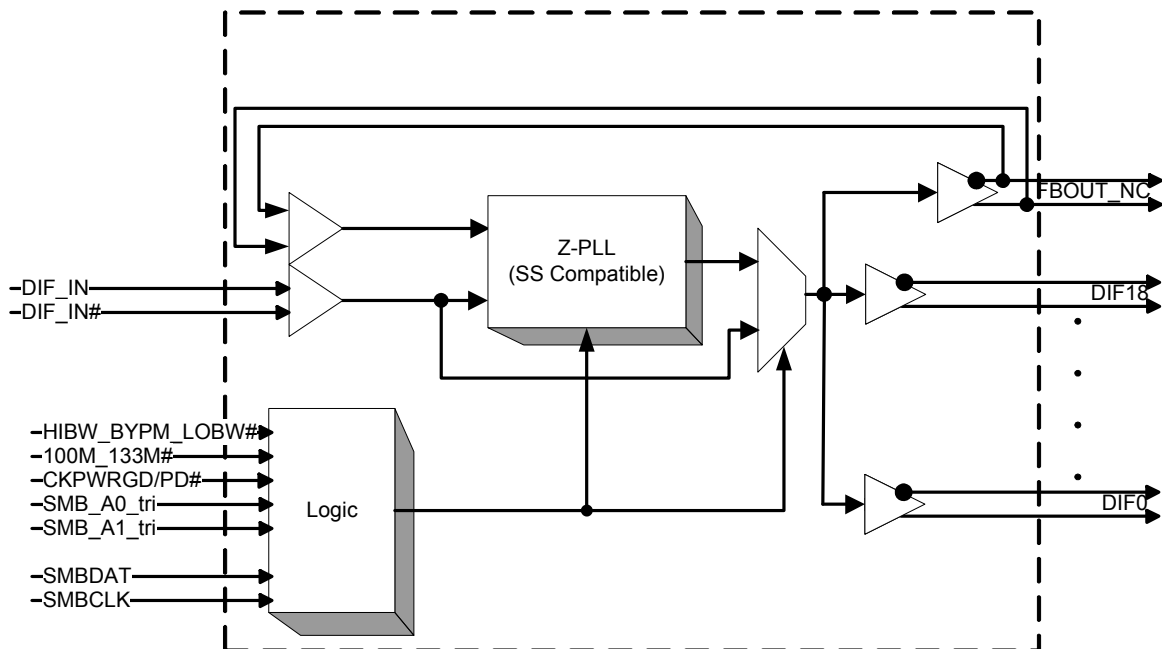 FBOUT_NC
Z-PLL
(SS Compatible)
DIF_IN
DIF_IN#
DIF18
HIBW_BYPM_LOBW#
100M_133M#
CKPWRGD/PD#
SMB_A0_tri
SMB_A1_tri
Logic
DIF0
SMBDAT
SMBCLK